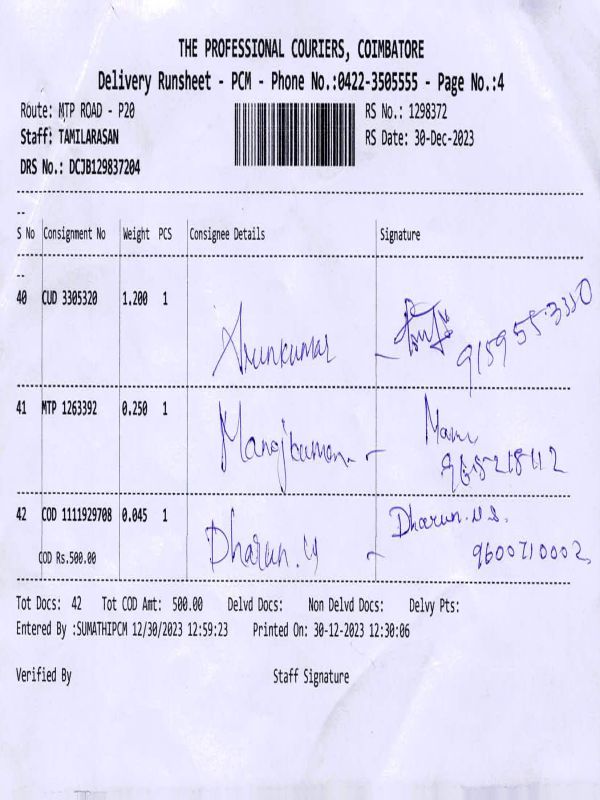 THE PROFESSIONAL COURIERS, COIMBATORE
Delivery Runsheet - PCM - Phone No.:0422-3505555 - Page No.:4
Route: MTP ROAD - P20
RS No.: 1298372
Staff: TAMILARASAN
RS Date: 30-Dec-2023
DRS No.: DCJB129837204
--
S No Consignment No Weight PCS Consignee Details Signature
--
40 CUD 3305320 1.200 1
Arunkumar -
41 MTP 1263392 0.250 1
Manojkumar. - Mani
42 COD 1111929708 0.045 1
Dharun.
Dharun.
COD Rs.500.00
9600710002
Tot Docs: 42 Tot COD Amt: 500.00 Delvd Docs: Non Delvd Docs: Delvy Pts:
Entered By :SUMATHIPCM 12/30/2023 12:59:23 Printed On: 30-12-2023 12:30:06
Verified By Staff Signature